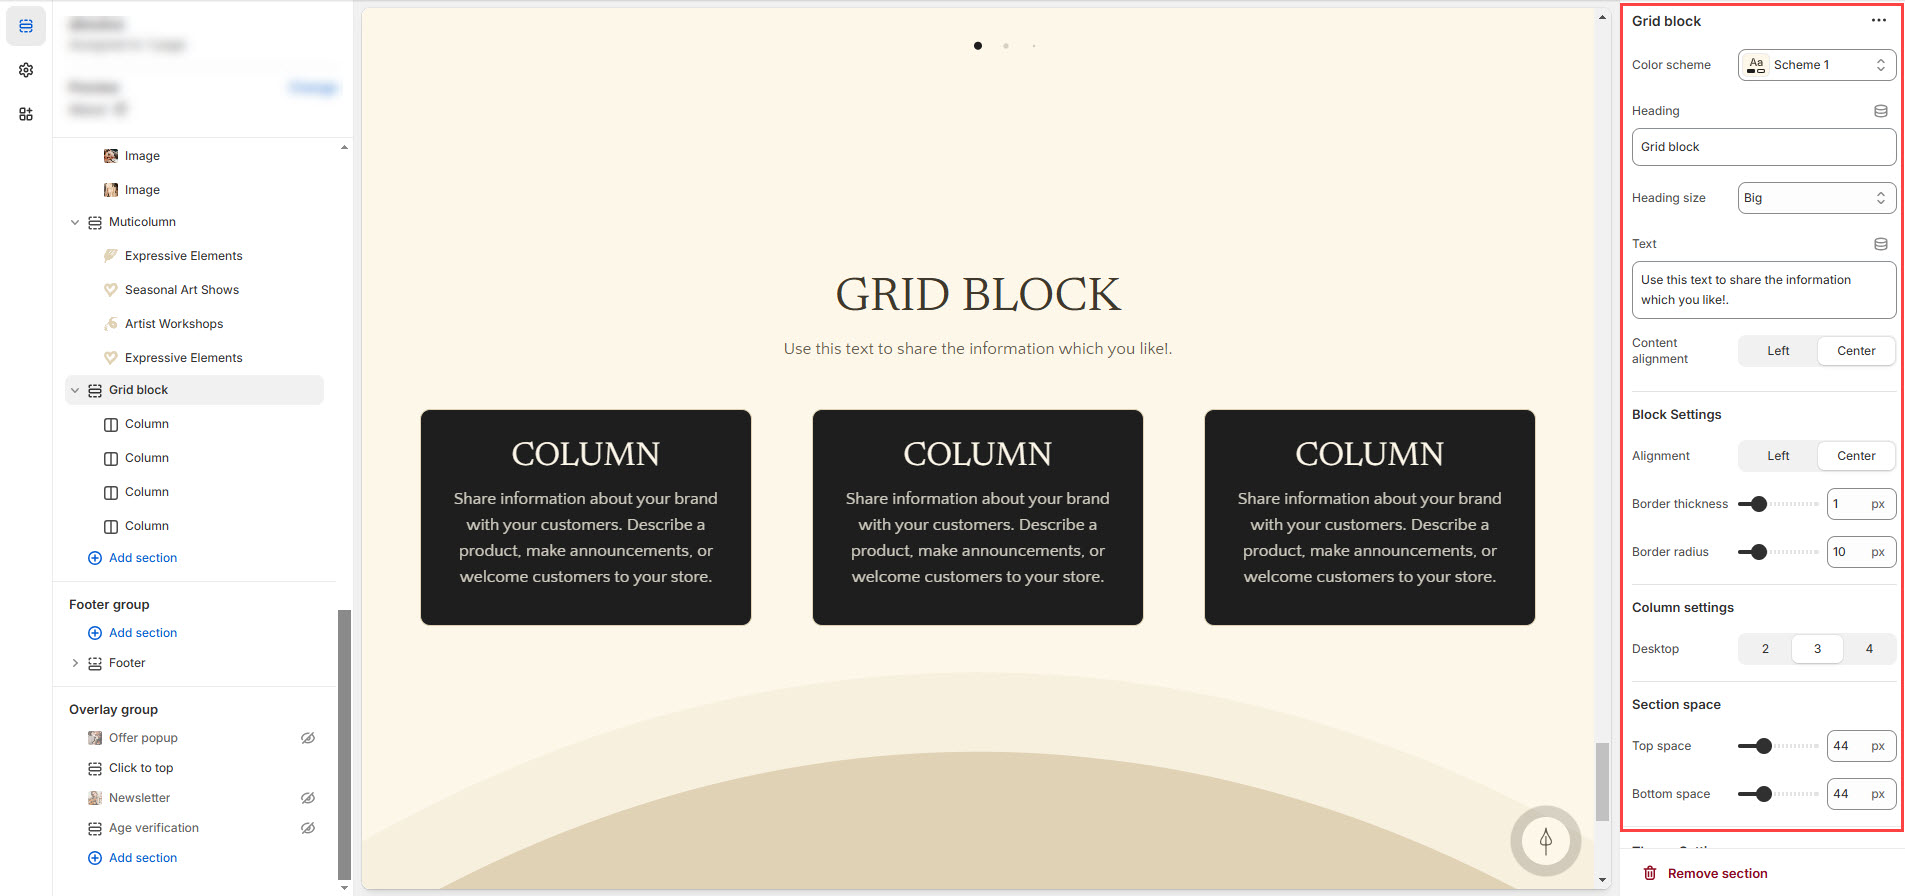 Image
Image
Muticolumn
Expressive Elements
Seasonal Art Shows
Artist Workshops
Expressive Elements
Grid block
Column
Column
Column
Column
Add section
Footer group
Add section
Footer
Overlay group
Offer popup
Click to top
Newsletter
Age verification
Add section
GRID BLOCK
Use this text to share the information which you like!.
COLUMN
Share information about your brand
with your customers. Describe a
product, make announcements, or
welcome customers to your store.
COLUMN
Share information about your brand
with your customers. Describe a
product, make announcements, or
welcome customers to your store.
COLUMN
Share information about your brand
with your customers. Describe a
product, make announcements, or
welcome customers to your store.
Grid block
Color scheme Aa Scheme 1
Heading
Grid block
Heading size Big
Text
Use this text to share the information
which you like!.
Content
alignment Left Center
Block Settings
Alignment Left Center
Border thickness 1 px
Border radius 10 px
Column settings
Desktop 2 3 4
Section space
Top space 44 px
Bottom space 44 px
Remove section